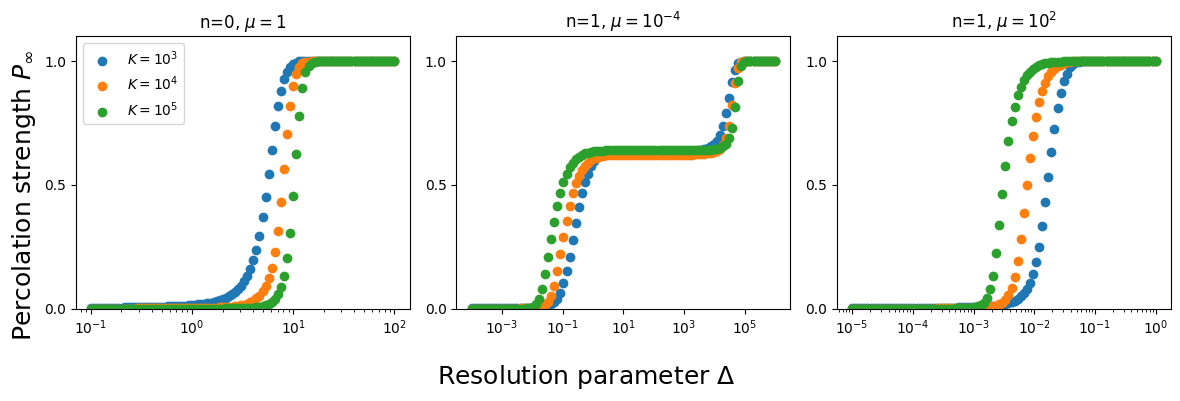 n=0, μ = 1
n=1, μ = 10⁻⁴
n=1, μ = 10²
Percolation strength P∞
1.0
0.5
0.0
K = 10³
K = 10⁴
K = 10⁵
10⁻¹ 10⁰ 10¹ 10²
1.0
0.5
0.0
10⁻³ 10⁻¹ 10¹ 10³ 10⁵
1.0
0.5
0.0
10⁻⁵ 10⁻⁴ 10⁻³ 10⁻² 10⁻¹ 10⁰
Resolution parameter Δ